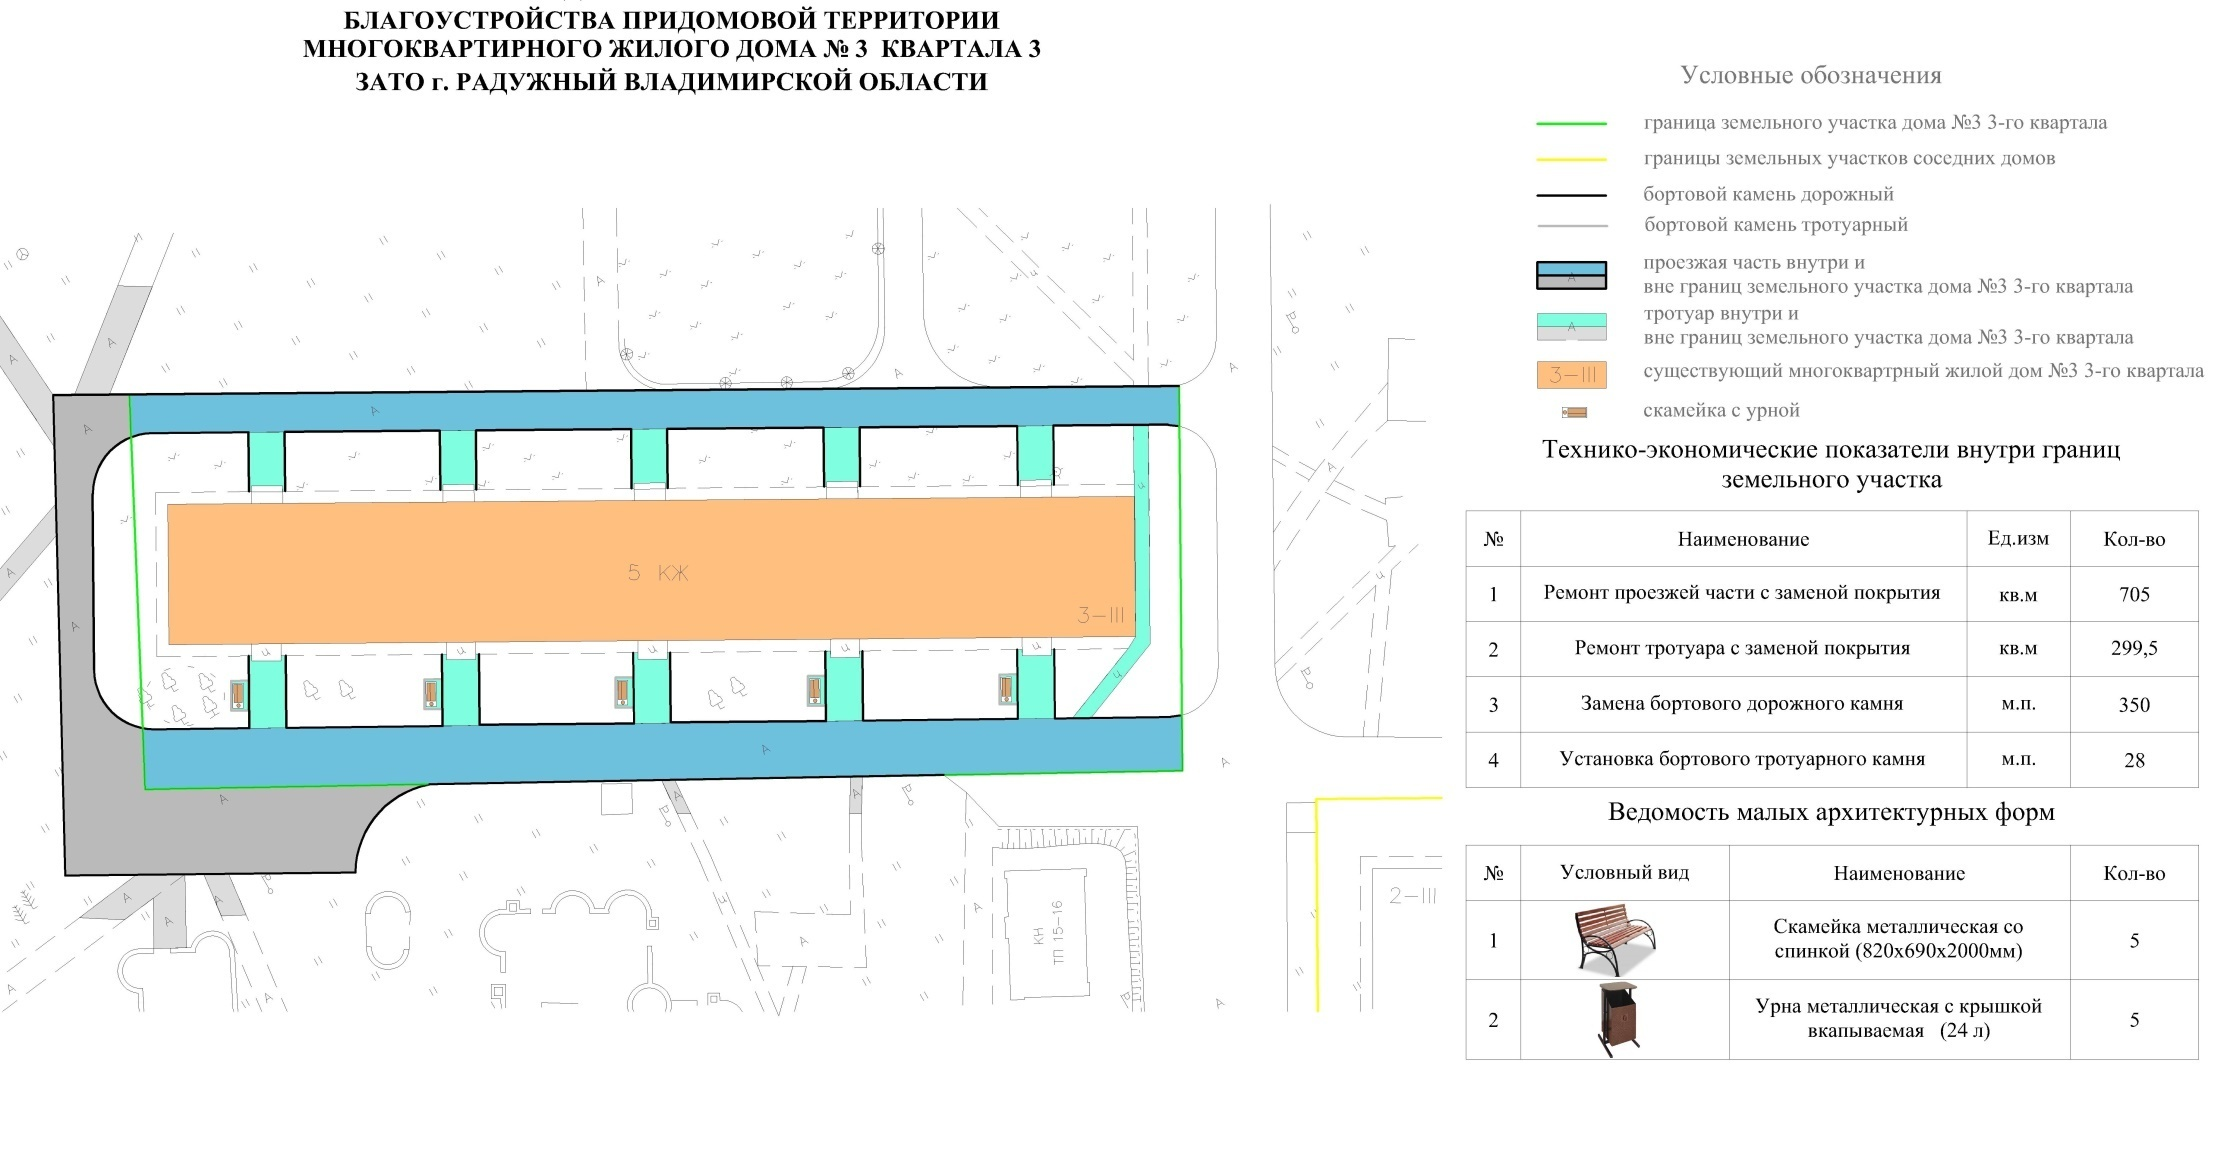 БЛАГОУСТРОЙСТВА ПРИДОМОВОЙ ТЕРРИТОРИИ
МНОГОКВАРТИРНОГО ЖИЛОГО ДОМА № 3 КВАРТАЛА 3
ЗАТО г. РАДУЖНЫЙ ВЛАДИМИРСКОЙ ОБЛАСТИ
5 КЖ
3-III
КН
ТП 15-16
2-III
Условные обозначения
граница земельного участка дома №3 3-го квартала
границы земельных участков соседних домов
бортовой камень дорожный
бортовой камень тротуарный
А
проезжая часть внутри и
вне границ земельного участка дома №3 3-го квартала
А
тротуар внутри и
вне границ земельного участка дома №3 3-го квартала
3-III
существующий многоквартрный жилой дом №3 3-го квартала
скамейка с урной
Технико-экономические показатели внутри границ
земельного участка
№ Наименование Ед.изм Кол-во
1 Ремонт проезжей части с заменой покрытия кв.м 705
2 Ремонт тротуара с заменой покрытия кв.м 299,5
3 Замена бортового дорожного камня м.п. 350
4 Установка бортового тротуарного камня м.п. 28
Ведомость малых архитектурных форм
№ Условный вид Наименование Кол-во
1 Скамейка металлическая со
спинкой (820х690х2000мм) 5
2 Урна металлическая с крышкой
вкапываемая (24 л) 5